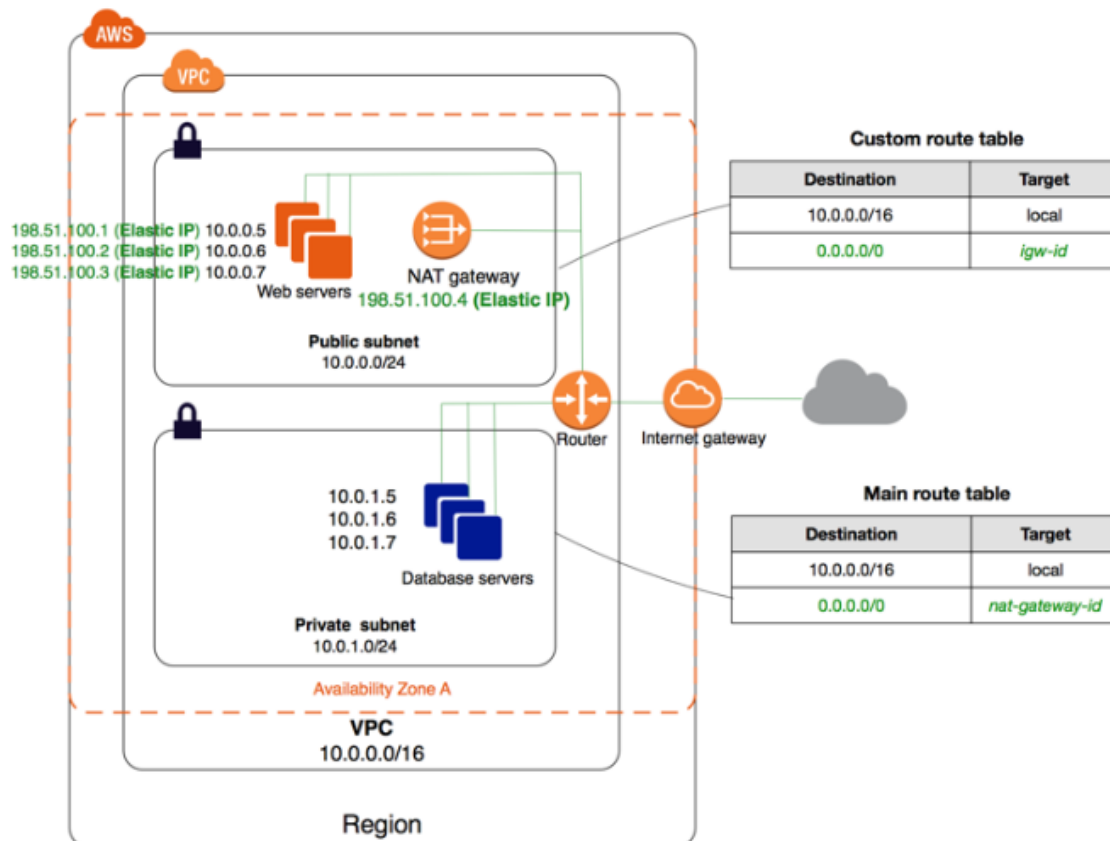 AWS
VPC
Custom route table
Destination Target
10.0.0.0/16 local
0.0.0.0/0 igw-id
198.51.100.1 (Elastic IP) 10.0.0.5
198.51.100.2 (Elastic IP) 10.0.0.6
198.51.100.3 (Elastic IP) 10.0.0.7
Web servers
NAT gateway
198.51.100.4 (Elastic IP)
Public subnet
10.0.0.0/24
Router
Internet gateway
10.0.1.5
10.0.1.6
10.0.1.7
Database servers
Private subnet
10.0.1.0/24
Main route table
Destination Target
10.0.0.0/16 local
0.0.0.0/0 nat-gateway-id
Availability Zone A
VPC
10.0.0.0/16
Region